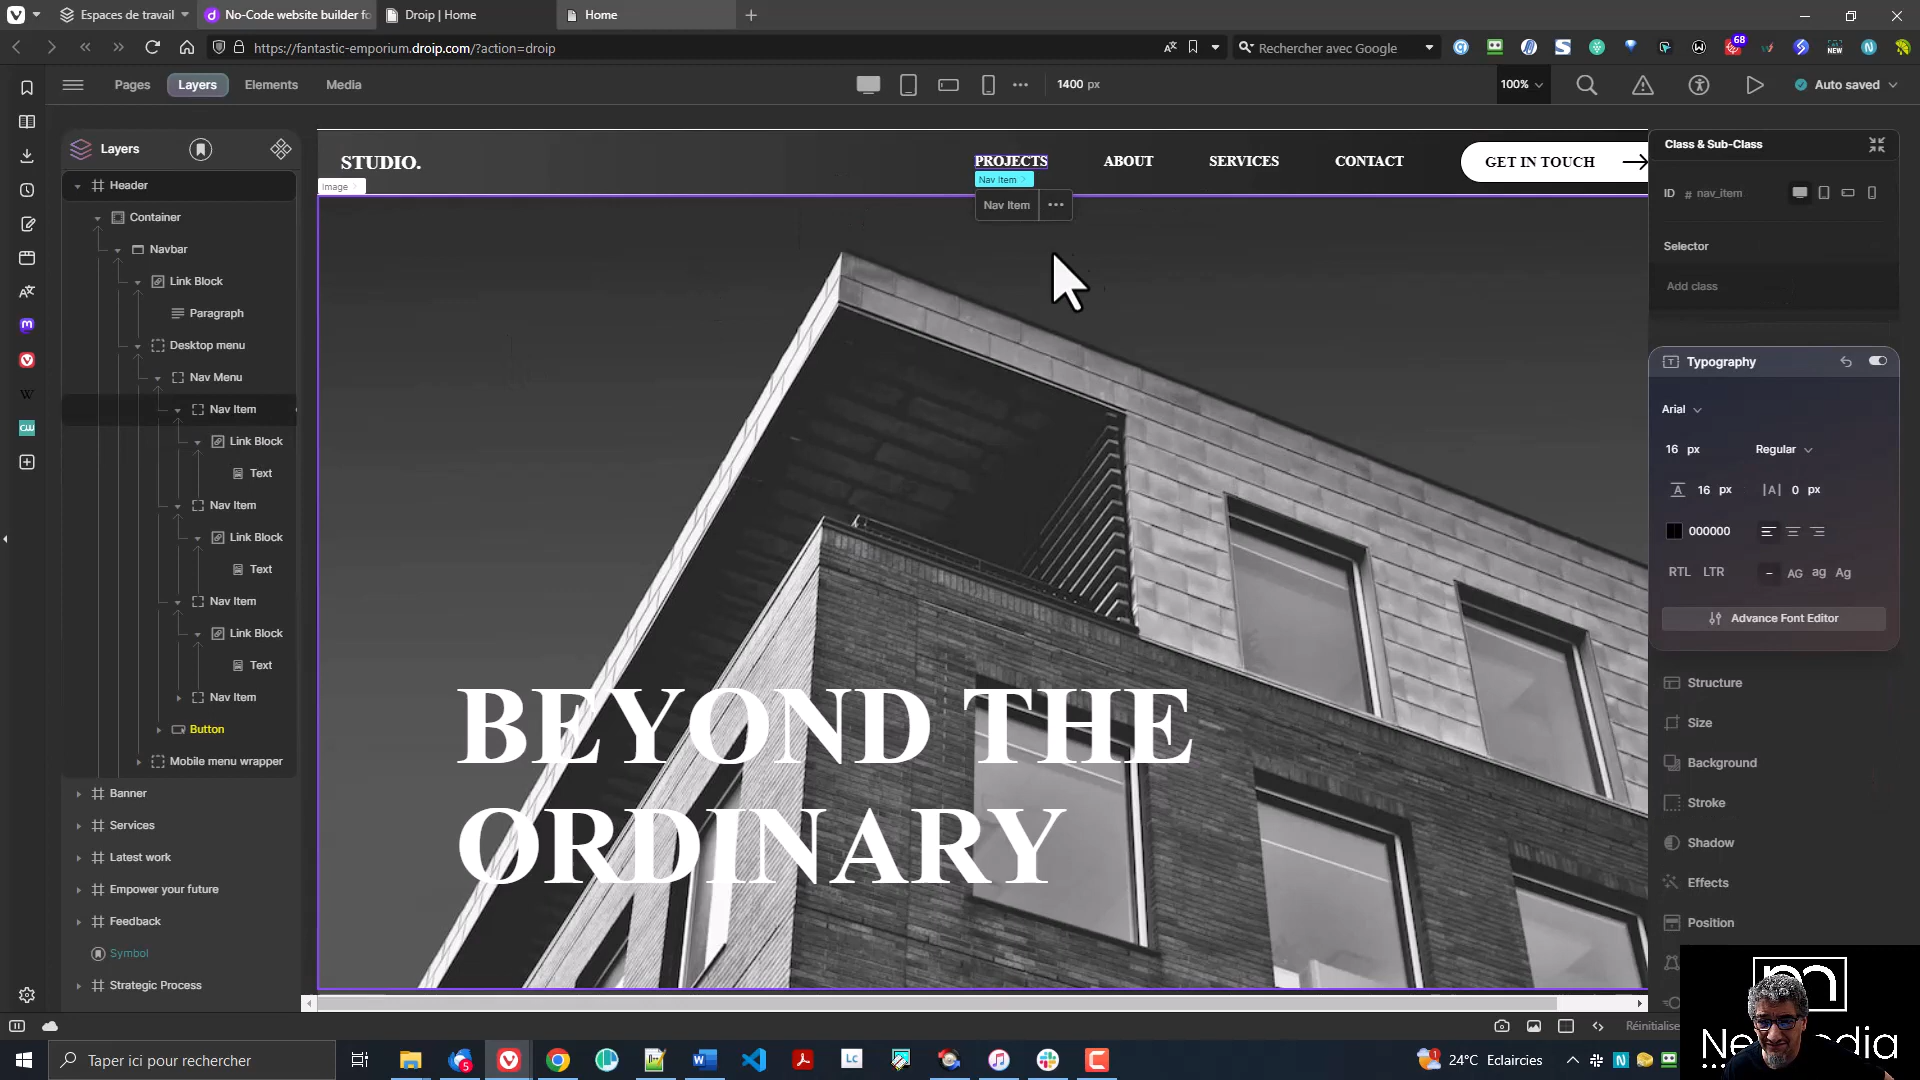 Espaces de travail
No-Code website builder fo
Droip | Home
Home
https://fantastic-emporium.droip.com/?action=droip
Rechercher avec Google
68
NEW
Pages
Layers
Elements
Media
1400 px
100%
Auto saved
Layers
Header
Container
Navbar
Link Block
Paragraph
Desktop menu
Nav Menu
Nav Item
Link Block
Text
Nav Item
Link Block
Text
Nav Item
Link Block
Text
Nav Item
Button
Mobile menu wrapper
Banner
Services
Latest work
Empower your future
Feedback
Symbol
Strategic Process
STUDIO.
PROJECTS
ABOUT
SERVICES
CONTACT
GET IN TOUCH
Image
Nav Item
Nav Item
BEYOND THE
ORDINARY
Class & Sub-Class
ID # nav_item
Selector
Add class
Typography
Arial
16 px
Regular
A 16 px
|A| 0 px
000000
RTL LTR
– AG ag Ag
Advance Font Editor
Structure
Size
Background
Stroke
Shadow
Effects
Position
Réinitialise
Taper ici pour rechercher
5
LC
1
24°C Eclaircies